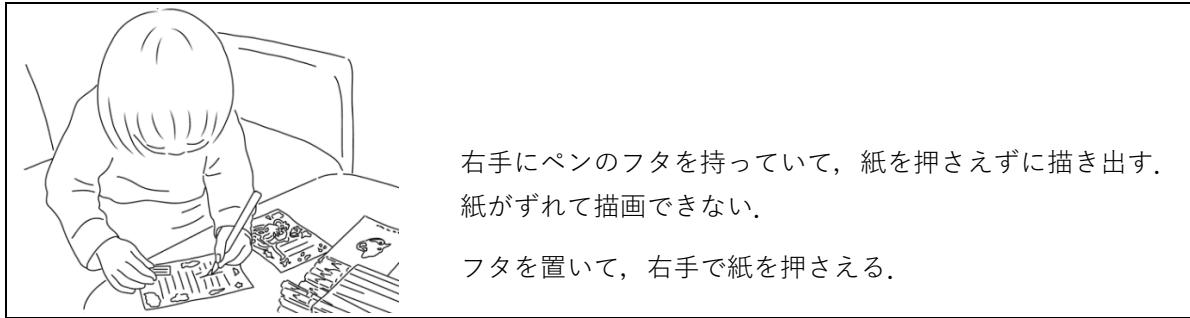 右手にペンのフタを持っていて，紙を押さえずに描き出す．
紙がずれて描画できない．
フタを置いて，右手で紙を押さえる．